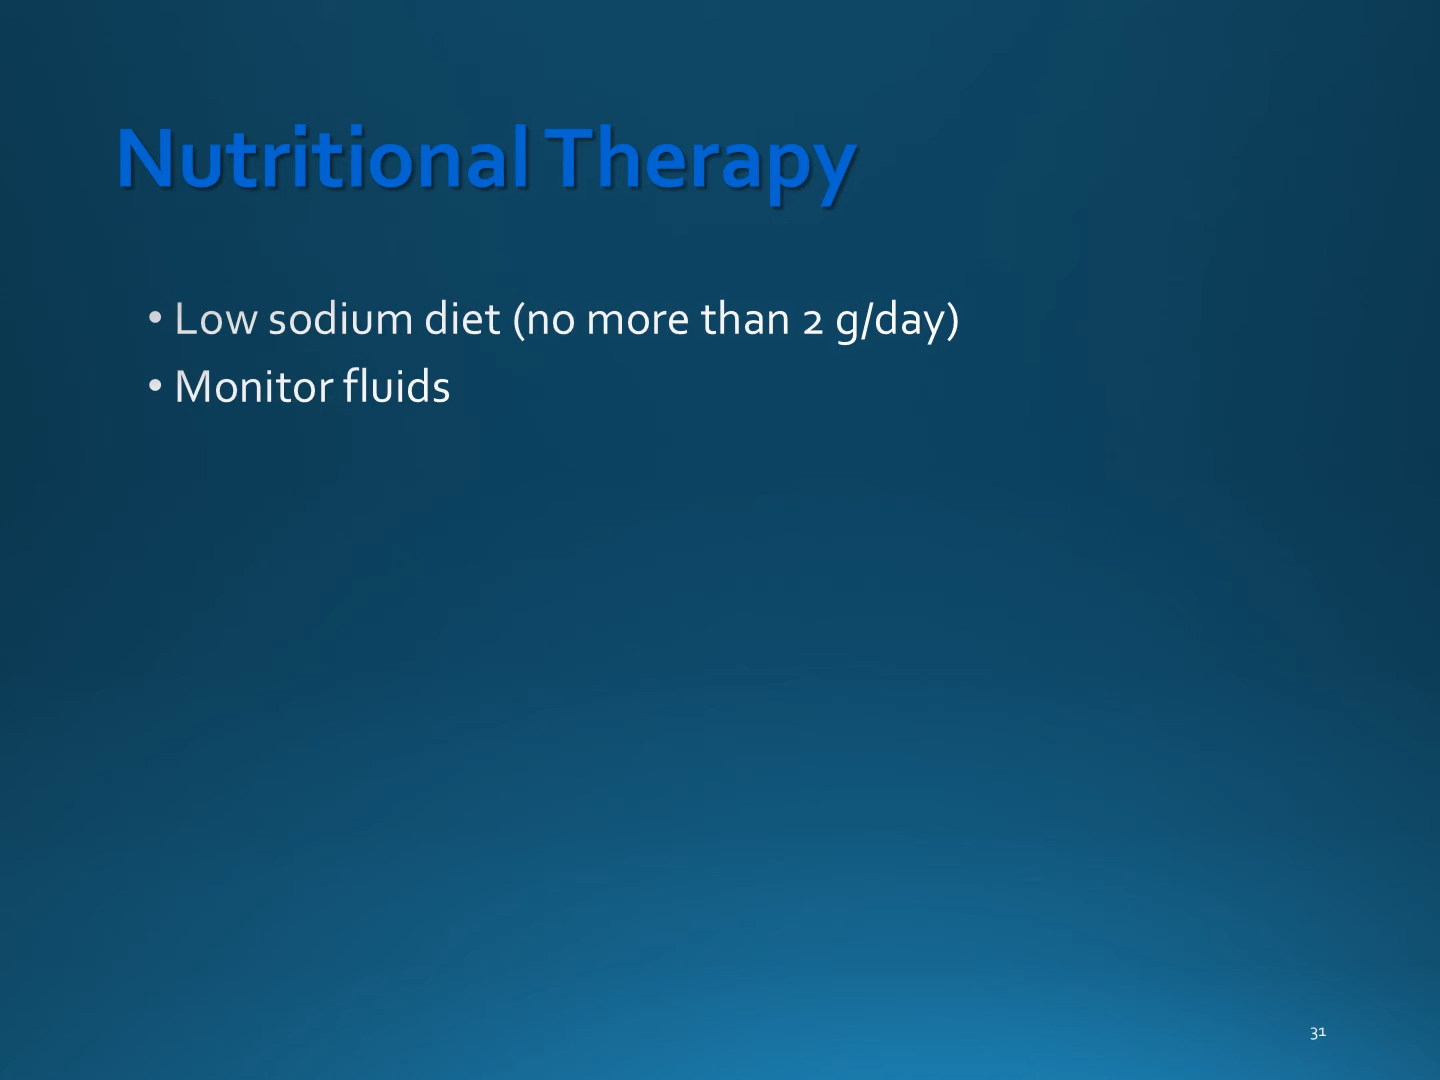 Nutritional Therapy
• Low sodium diet (no more than 2 g/day)
• Monitor fluids
31